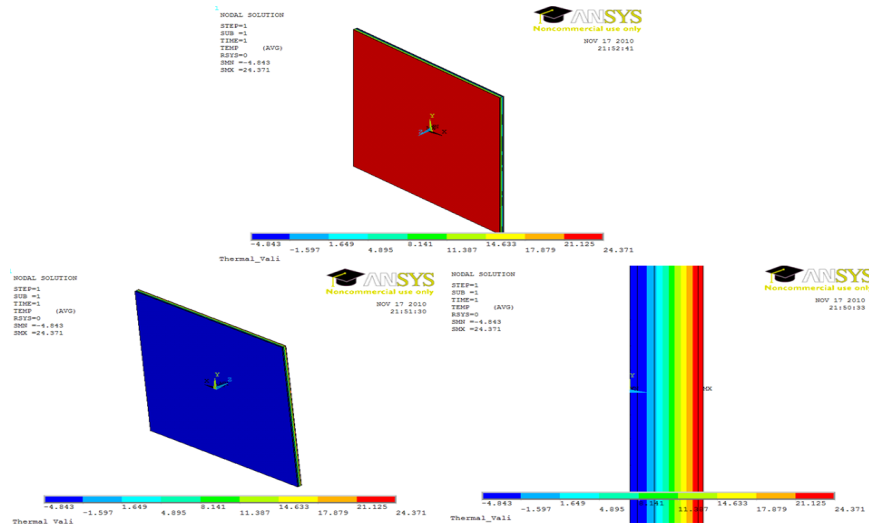 1
NODAL SOLUTION
STEP=1
SUB =1
TIME=1
TEMP (AVG)
RSYS=0
SMN =-4.843
SMX =24.371
ANSYS
Noncommercial use only
NOV 17 2010
21:52:41
Y
Z X
-4.843 1.649 8.141 14.633 21.125
-1.597 4.895 11.387 17.879 24.371
Thermal_Vali
1
NODAL SOLUTION
STEP=1
SUB =1
TIME=1
TEMP (AVG)
RSYS=0
SMN =-4.843
SMX =24.371
ANSYS
Noncommercial use only
NOV 17 2010
21:51:30
Y
-4.843 1.649 8.141 14.633 21.125
-1.597 4.895 11.387 17.879 24.371
Thermal_Vali
NODAL SOLUTION
STEP=1
SUB =1
TIME=1
TEMP (AVG)
RSYS=0
SMN =-4.843
SMX =24.371
ANSYS
Noncommercial use only
NOV 17 2010
21:50:33
Y
MX
-4.843 1.649 8.141 14.633 21.125
-1.597 4.895 11.387 17.879 24.371
Thermal_Vali